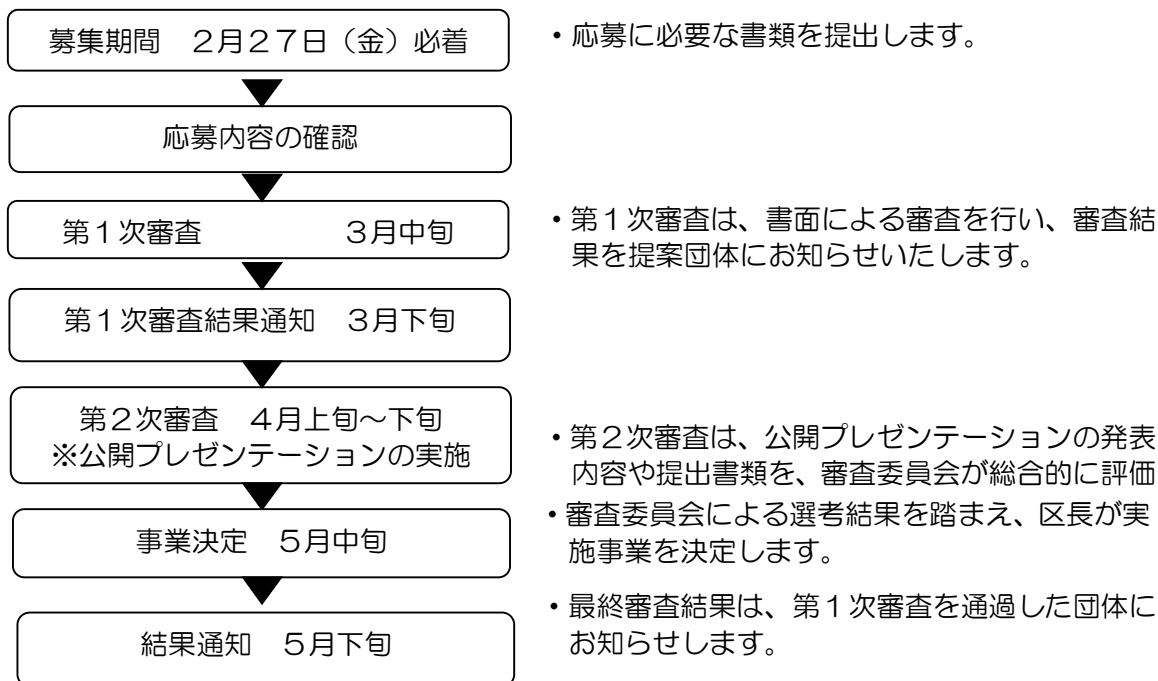 募集期間　２月２７日（金）必着
・応募に必要な書類を提出します。
応募内容の確認
第１次審査　　　　　３月中旬
・第１次審査は、書面による審査を行い、審査結
果を提案団体にお知らせいたします。
第１次審査結果通知　３月下旬
第２次審査　４月上旬～下旬
※公開プレゼンテーションの実施
・第２次審査は、公開プレゼンテーションの発表
内容や提出書類を、審査委員会が総合的に評価
事業決定　５月中旬
・審査委員会による選考結果を踏まえ、区長が実
施事業を決定します。
結果通知　５月下旬
・最終審査結果は、第１次審査を通過した団体に
お知らせします。